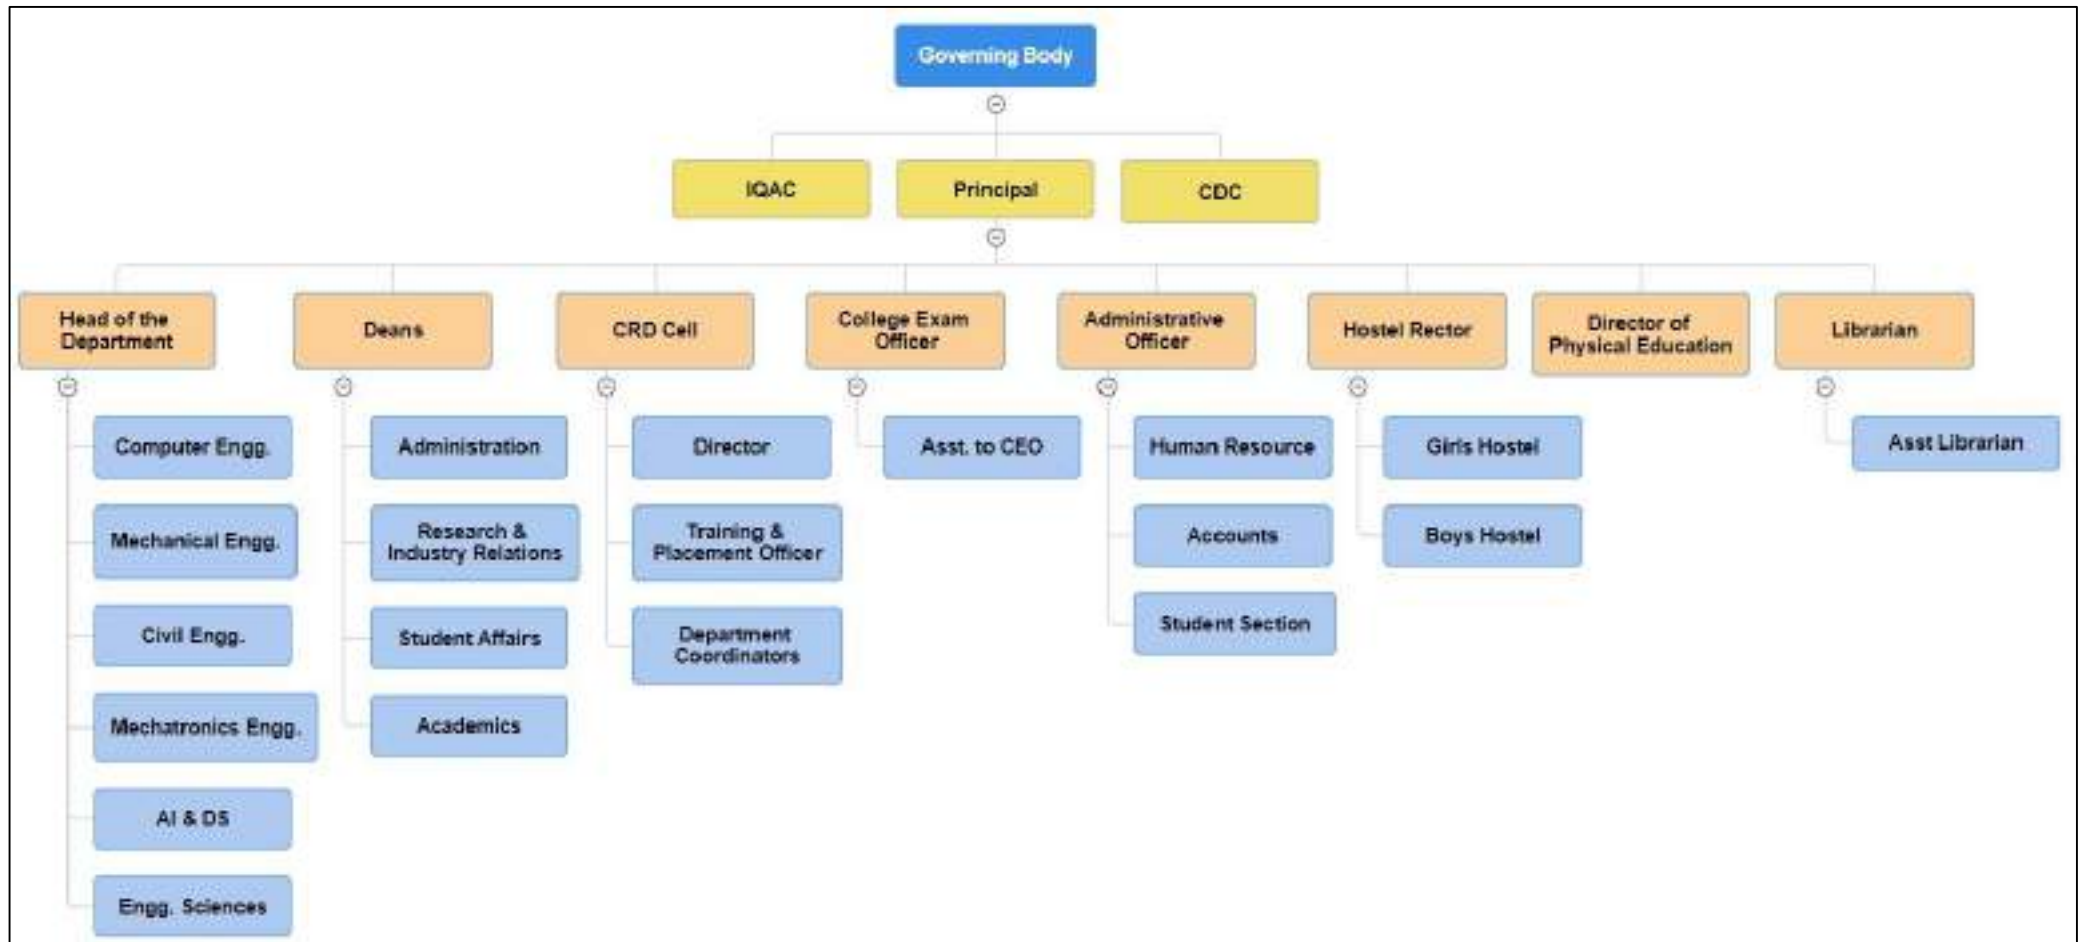 Governing Body
IQAC
Principal
CDC
Head of the
Department
Deans
CRD Cell
College Exam
Officer
Administrative
Officer
Hostel Rector
Director of
Physical Education
Librarian
Computer Engg.
Mechanical Engg.
Civil Engg.
Mechatronics Engg.
AI & DS
Engg. Sciences
Administration
Research &
Industry Relations
Student Affairs
Academics
Director
Training &
Placement Officer
Department
Coordinators
Asst. to CEO
Human Resource
Accounts
Student Section
Girls Hostel
Boys Hostel
Asst Librarian